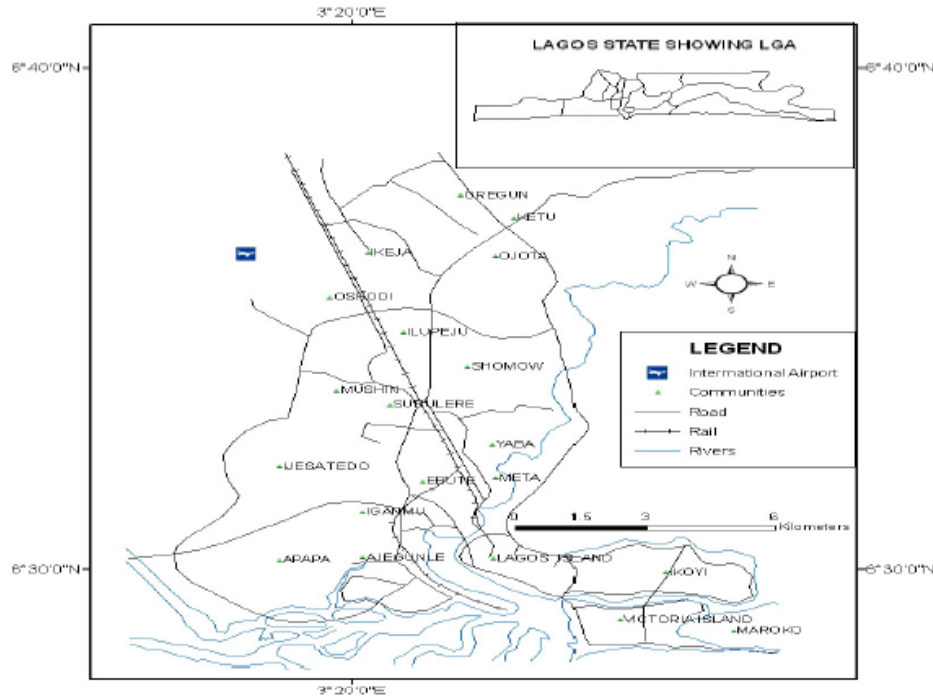 3°20'0"E
6°40'0"N
6°40'0"N
LAGOS STATE SHOWING LGA
OREGUN
KETU
IKEJA
OJOTA
OSHODI
ILUPEJU
SHOMOW
MUSHIN
SURULERE
YABA
IJESATEDO
EBUTE
META
IGANMU
APAPA
AJEGUNLE
LAGOS ISLAND
IKOYI
VICTORIA ISLAND
MAROKO
N
W
E
S
LEGEND
International Airport
Communities
Road
Rail
Rivers
0 1.5 3 6
Kilometers
6°30'0"N
6°30'0"N
3°20'0"E